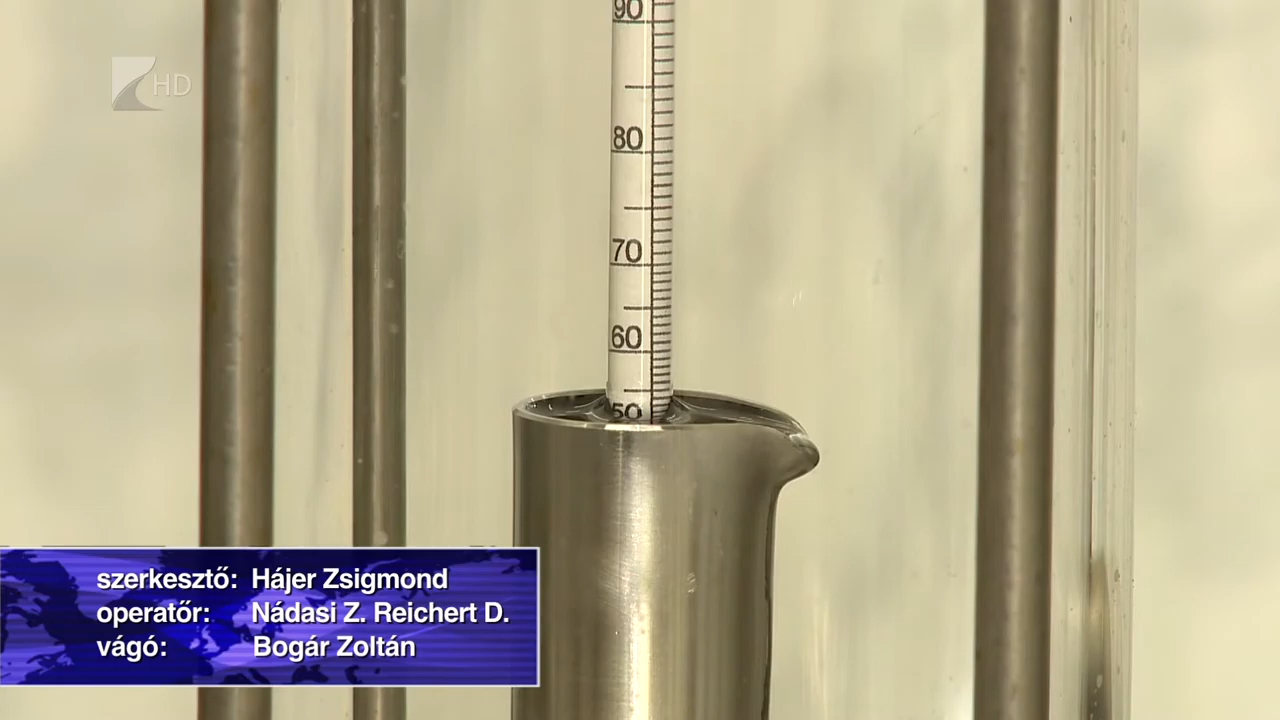 HD
90
80
70
60
50
szerkesztő: Hájer Zsigmond
operatőr: Nádasi Z. Reichert D.
vágó: Bogár Zoltán